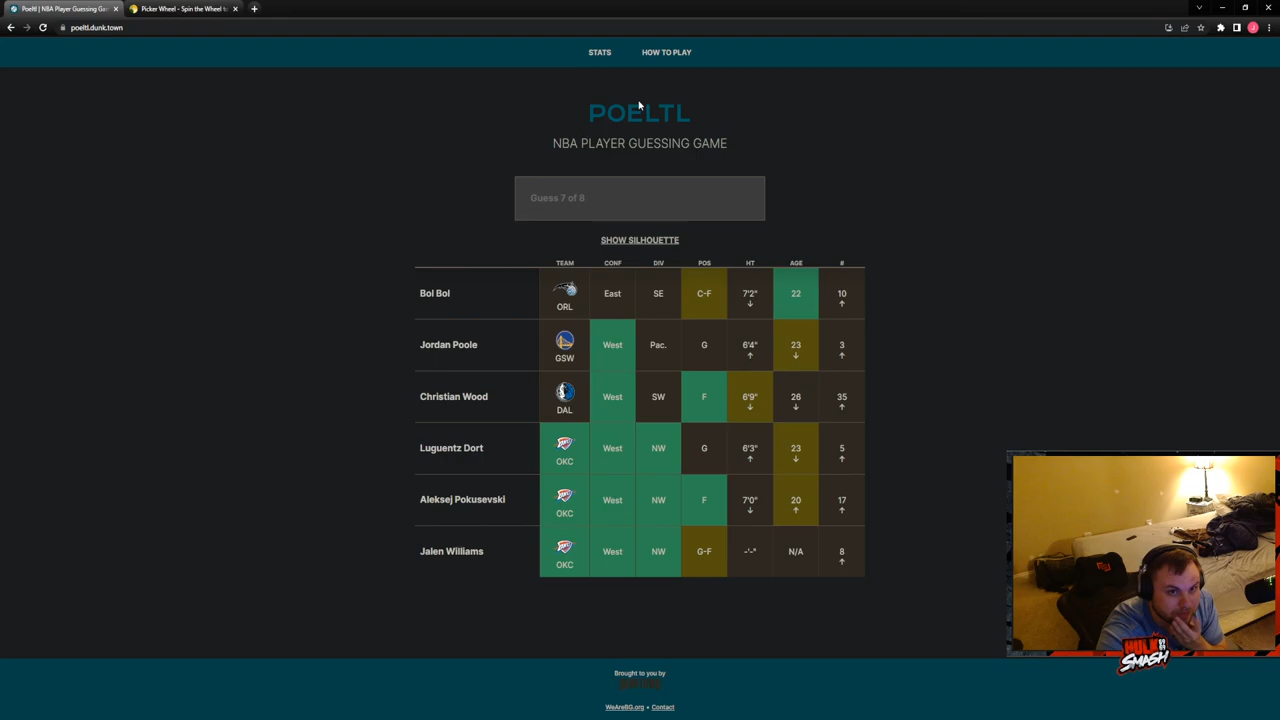 Poeltl | NBA Player Guessing Ga
Picker Wheel - Spin the Wheel t
poeltl.dunk.town
J
STATS
HOW TO PLAY
POELTL
NBA PLAYER GUESSING GAME
Guess 7 of 8
SHOW SILHOUETTE
TEAM CONF DIV POS HT AGE #
Bol Bol ORL East SE C-F 7'2" ↓ 22 10 ↑
Jordan Poole GSW West Pac. G 6'4" ↑ 23 ↓ 3 ↑
Christian Wood DAL West SW F 6'9" ↓ 26 ↓ 35 ↑
Luguentz Dort OKC West NW G 6'3" ↑ 23 ↓ 5 ↑
Aleksej Pokusevski OKC West NW F 7'0" ↓ 20 ↑ 17 ↑
Jalen Williams OKC West NW G-F -'-" N/A 8 ↑
HULK
SMASH
Brought to you by
WeAreBG.org • Contact